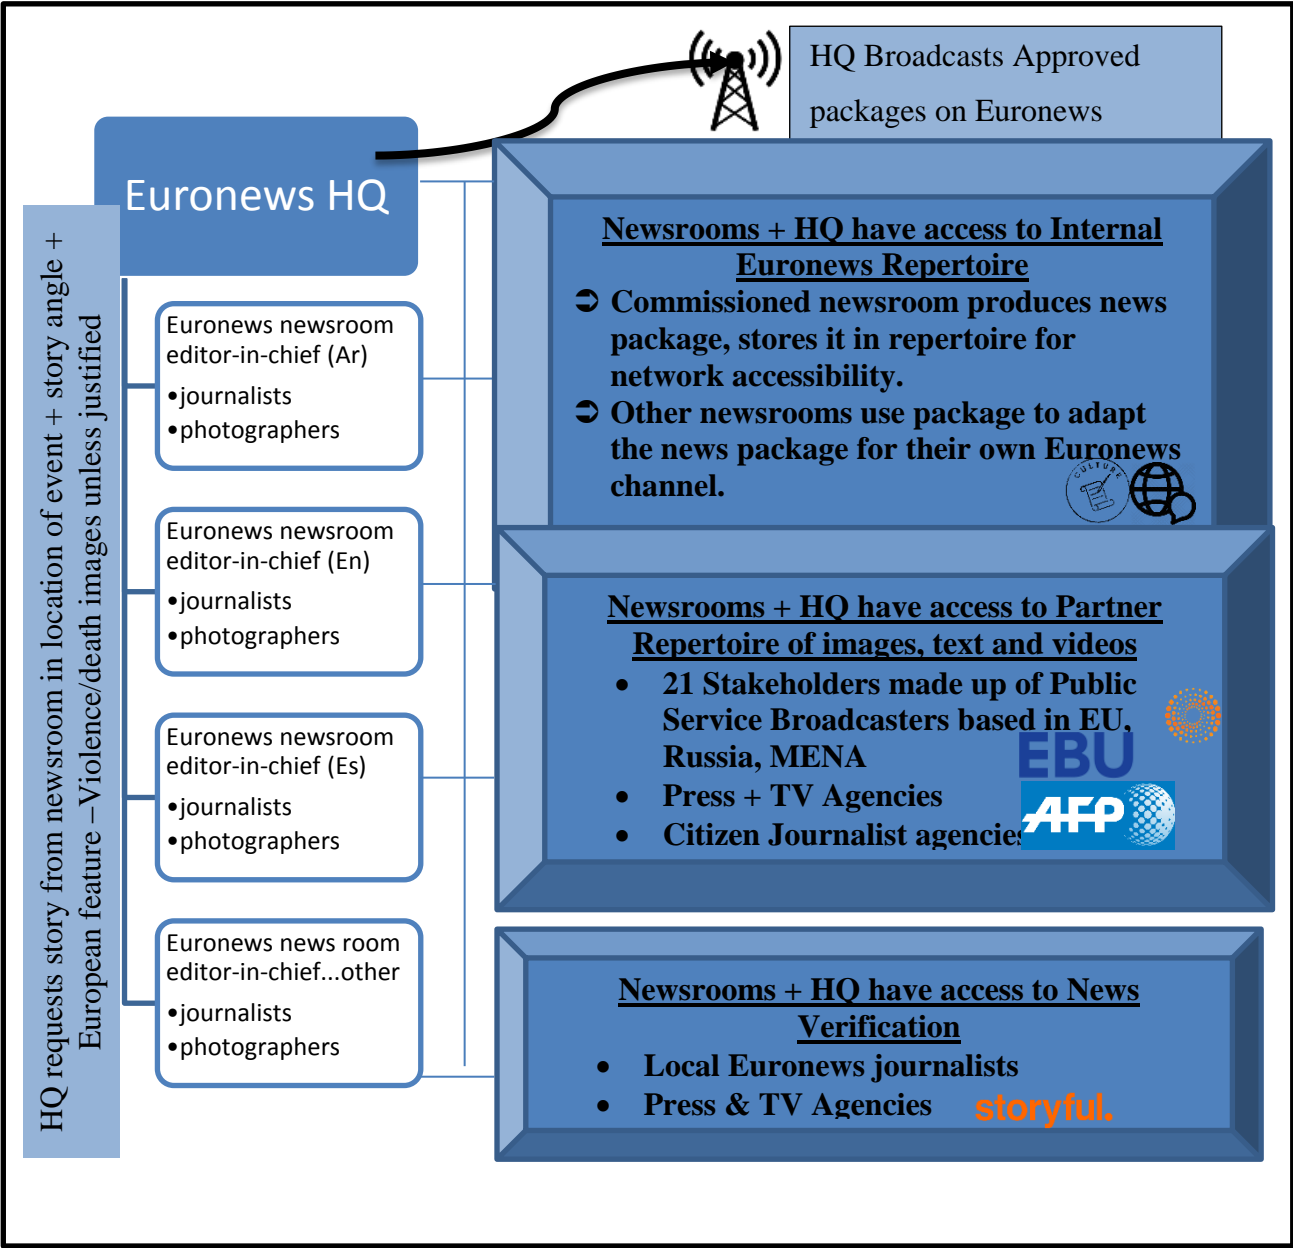 HQ Broadcasts Approved
packages on Euronews
Euronews HQ
HQ requests story from newsroom in location of event + story angle +
European feature –Violence/death images unless justified
Euronews newsroom
editor-in-chief (Ar)
•journalists
•photographers
Euronews newsroom
editor-in-chief (En)
•journalists
•photographers
Euronews newsroom
editor-in-chief (Es)
•journalists
•photographers
Euronews news room
editor-in-chief...other
•journalists
•photographers
Newsrooms + HQ have access to Internal
Euronews Repertoire
➲ Commissioned newsroom produces news
package, stores it in repertoire for
network accessibility.
➲ Other newsrooms use package to adapt
the news package for their own Euronews
channel.
CULTURE
Newsrooms + HQ have access to Partner
Repertoire of images, text and videos
• 21 Stakeholders made up of Public
Service Broadcasters based in EU,
Russia, MENA
EBU
• Press + TV Agencies
• Citizen Journalist agencies
AFP
Newsrooms + HQ have access to News
Verification
• Local Euronews journalists
• Press & TV Agencies
storyful.